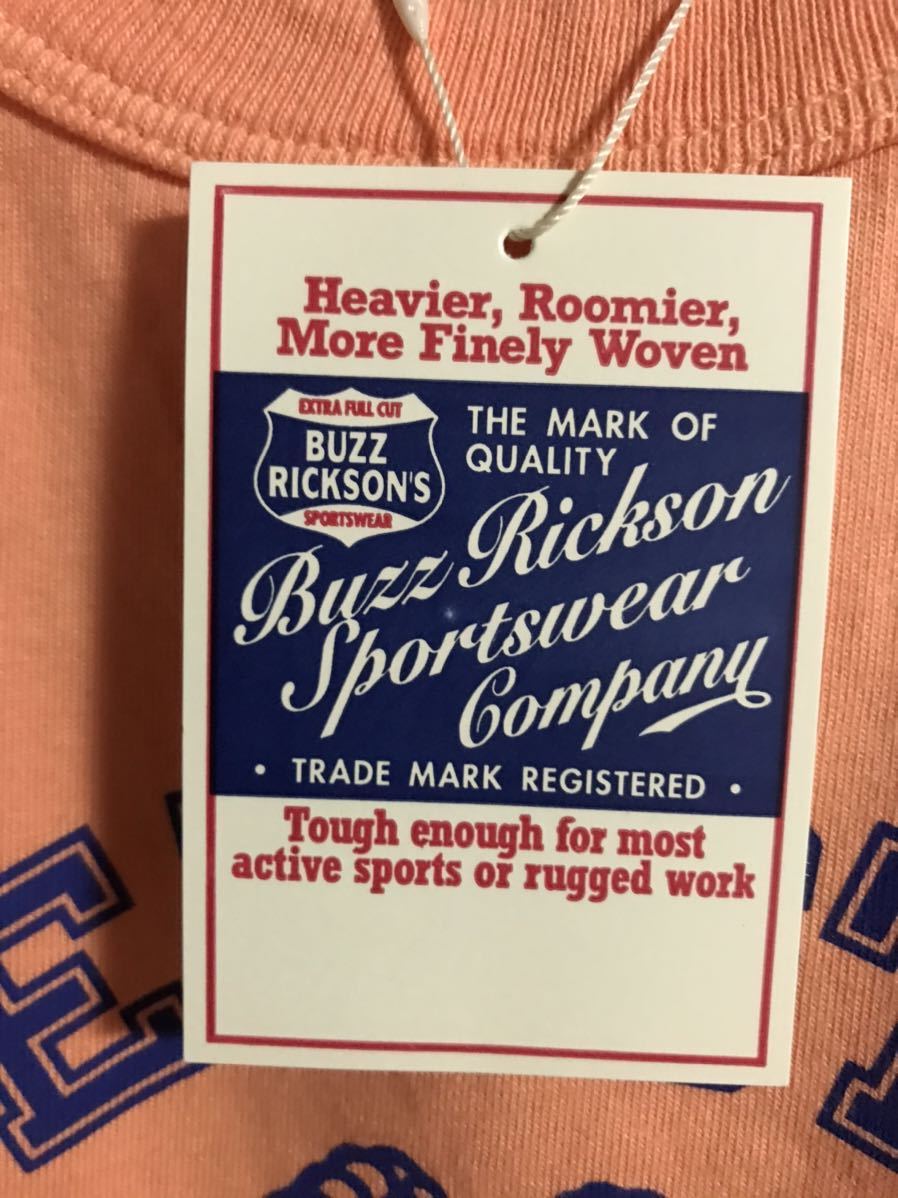 Heavier, Roomier,
More Finely Woven
EXTRA FULL CUT
BUZZ
RICKSON'S
SPORTSWEAR
THE MARK OF
QUALITY
Buzz Rickson
Sportswear
Company
• TRADE MARK REGISTERED •
Tough enough for most
active sports or rugged work
E